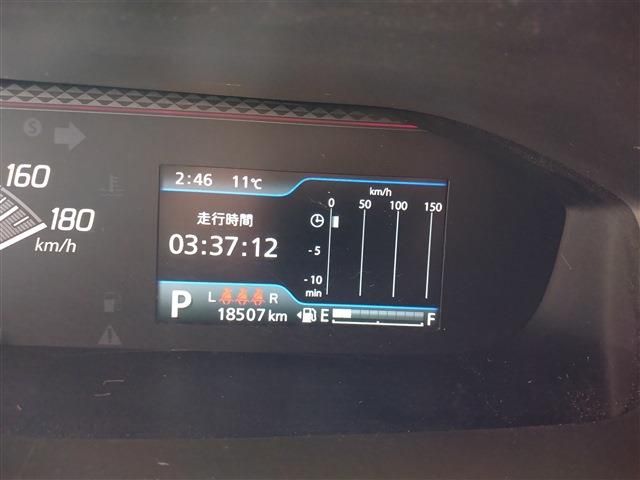 160
180
km/h
S
2:46 11℃
走行時間
03:37:12
km/h
0 50 100 150
-5
-10
min
P
L R
18507 km
E F